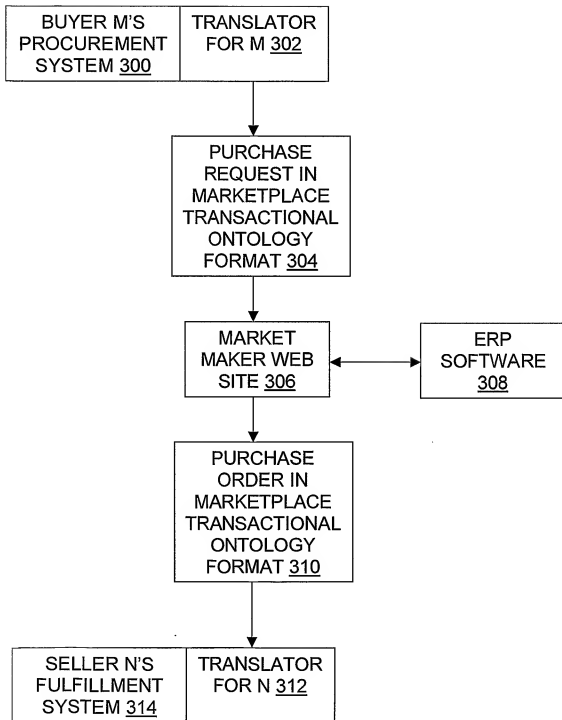 BUYER M'S
PROCUREMENT
SYSTEM 300
TRANSLATOR
FOR M 302
PURCHASE
REQUEST IN
MARKETPLACE
TRANSACTIONAL
ONTOLOGY
FORMAT 304
MARKET
MAKER WEB
SITE 306
ERP
SOFTWARE
308
PURCHASE
ORDER IN
MARKETPLACE
TRANSACTIONAL
ONTOLOGY
FORMAT 310
SELLER N'S
FULFILLMENT
SYSTEM 314
TRANSLATOR
FOR N 312